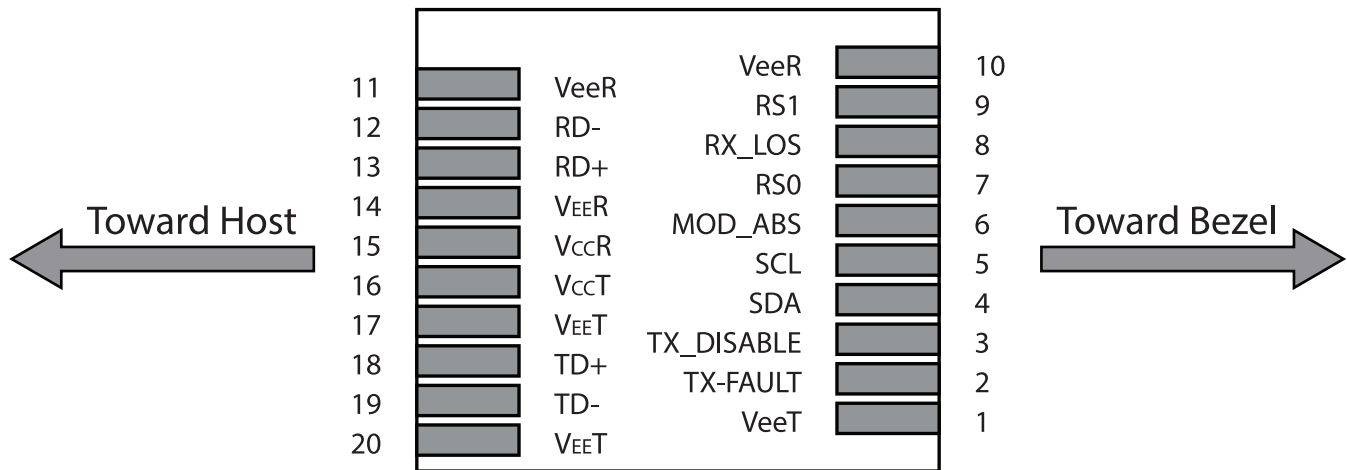 VeeR 10
11 VeeR
RS1 9
12 RD-
RX_LOS 8
13 RD+
RS0 7
14 VEER
MOD_ABS 6
Toward Host
Toward Bezel
15 VCCR
SCL 5
16 VCCT
SDA 4
17 VEET
TX_DISABLE 3
18 TD+
TX-FAULT 2
19 TD-
VeeT 1
20 VEET